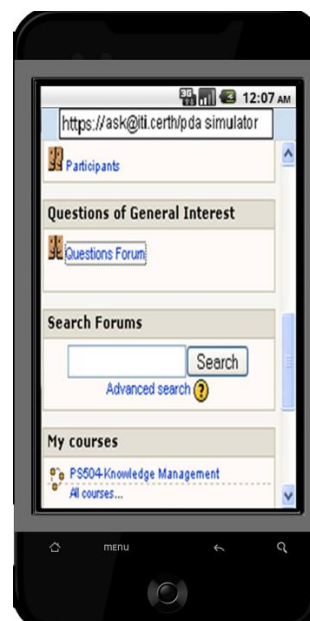 3G 12:07 AM
https://ask@iti.certh/pda simulator
Participants
Questions of General Interest
Questions Forum
Search Forums
Search
Advanced search ?
My courses
PS504-Knowledge Management
All courses...
MENU